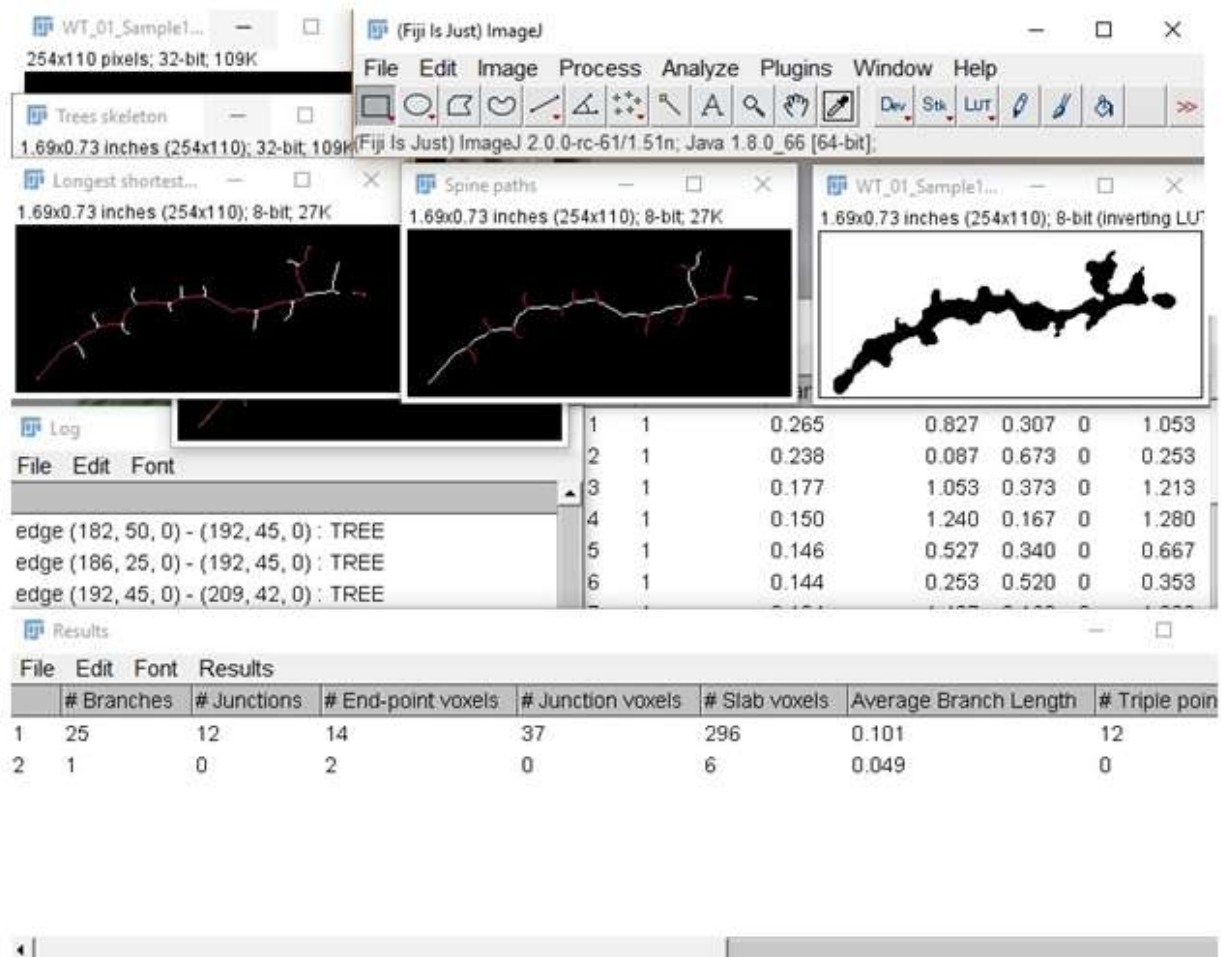 WT_01_Sample1...
254x110 pixels; 32-bit; 109K
(Fiji Is Just) ImageJ
File Edit Image Process Analyze Plugins Window Help
Dev Stk LUT
(Fiji Is Just) ImageJ 2.0.0-rc-61/1.51n; Java 1.8.0_66 [64-bit];
Trees skeleton
1.69x0.73 inches (254x110); 32-bit; 109K
Longest shortest...
1.69x0.73 inches (254x110); 8-bit; 27K
Spine paths
1.69x0.73 inches (254x110); 8-bit; 27K
WT_01_Sample1...
1.69x0.73 inches (254x110); 8-bit (inverting LUT
Log
File Edit Font
edge (182, 50, 0) - (192, 45, 0) : TREE
edge (186, 25, 0) - (192, 45, 0) : TREE
edge (192, 45, 0) - (209, 42, 0) : TREE
1 1 0.265 0.827 0.307 0 1.053
2 1 0.238 0.087 0.673 0 0.253
3 1 0.177 1.053 0.373 0 1.213
4 1 0.150 1.240 0.167 0 1.280
5 1 0.146 0.527 0.340 0 0.667
6 1 0.144 0.253 0.520 0 0.353
Results
File Edit Font Results
# Branches # Junctions # End-point voxels # Junction voxels # Slab voxels Average Branch Length # Triple poin
1 25 12 14 37 296 0.101 12
2 1 0 2 0 6 0.049 0